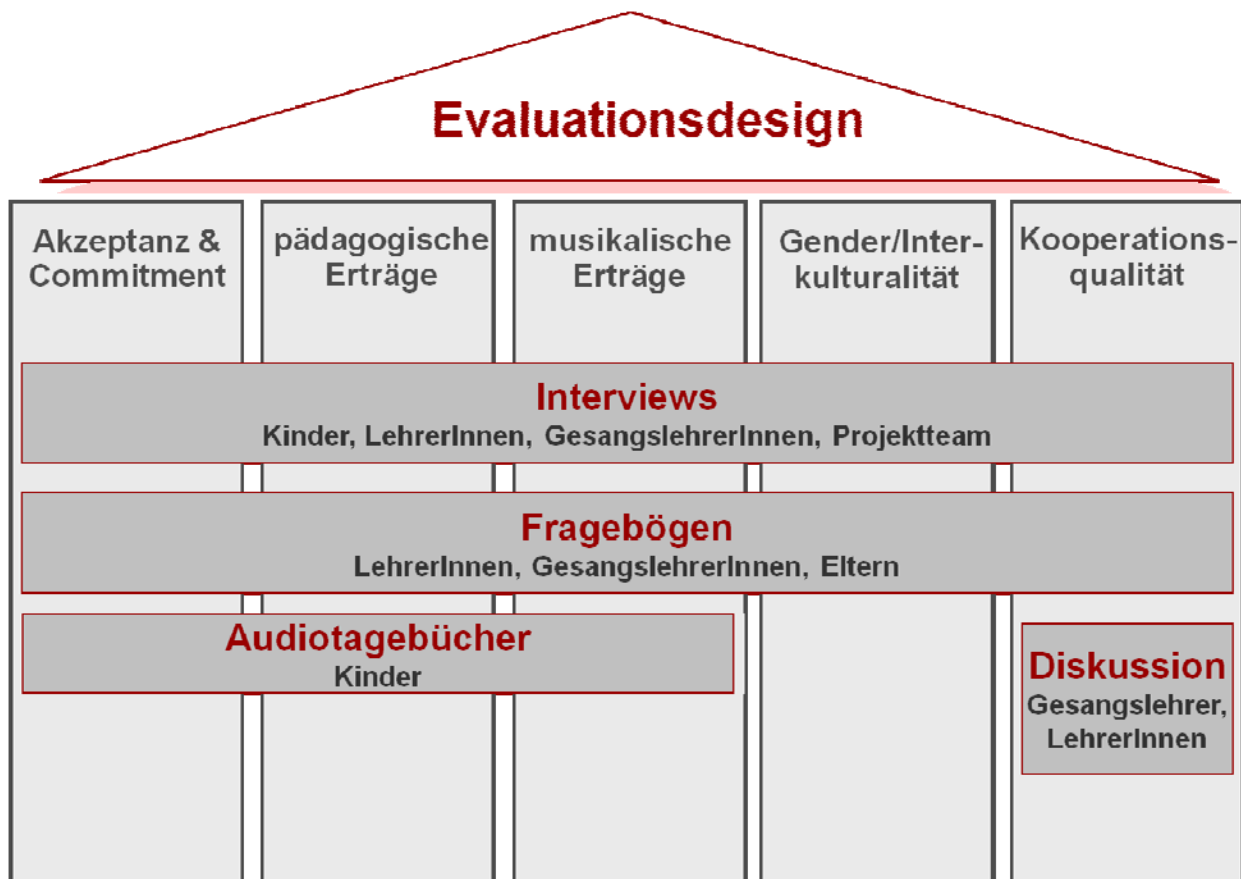 Evaluationsdesign
Akzeptanz &
Commitment
pädagogische
Erträge
musikalische
Erträge
Gender/Inter-
kulturalität
Kooperations-
qualität
Interviews
Kinder, LehrerInnen, GesangslehrerInnen, Projektteam
Fragebögen
LehrerInnen, GesangslehrerInnen, Eltern
Audiotagebücher
Kinder
Diskussion
Gesangslehrer,
LehrerInnen